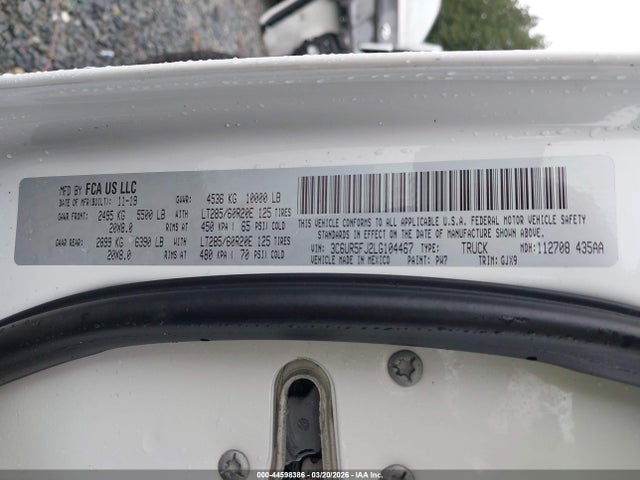 MFD BY FCA US LLC
DATE OF MFR(BUILT): 11-19 GVWR: 4536 KG 10000 LB
GAWR FRONT: 2495 KG 5500 LB WITH LT285/60R20E 125 TIRES
20X8.0 RIMS AT 450 KPA( 65 PSI) COLD
GAWR REAR: 2899 KG 6390 LB WITH LT285/60R20E 125 TIRES
20X8.0 RIMS AT 480 KPA( 70 PSI) COLD
THIS VEHICLE CONFORMS TO ALL APPLICABLE U.S.A. FEDERAL MOTOR VEHICLE SAFETY
STANDARDS IN EFFECT ON THE DATE OF MANUFACTURE SHOWN ABOVE.
VIN: 3C6UR5FJ2LG104467 TYPE: TRUCK MDH: 112708 435AA
VEHICLE MADE IN MEXICO PAINT: PW7 TRIM: GJX9
000-44598386 - 03/20/2026 - IAA Inc.